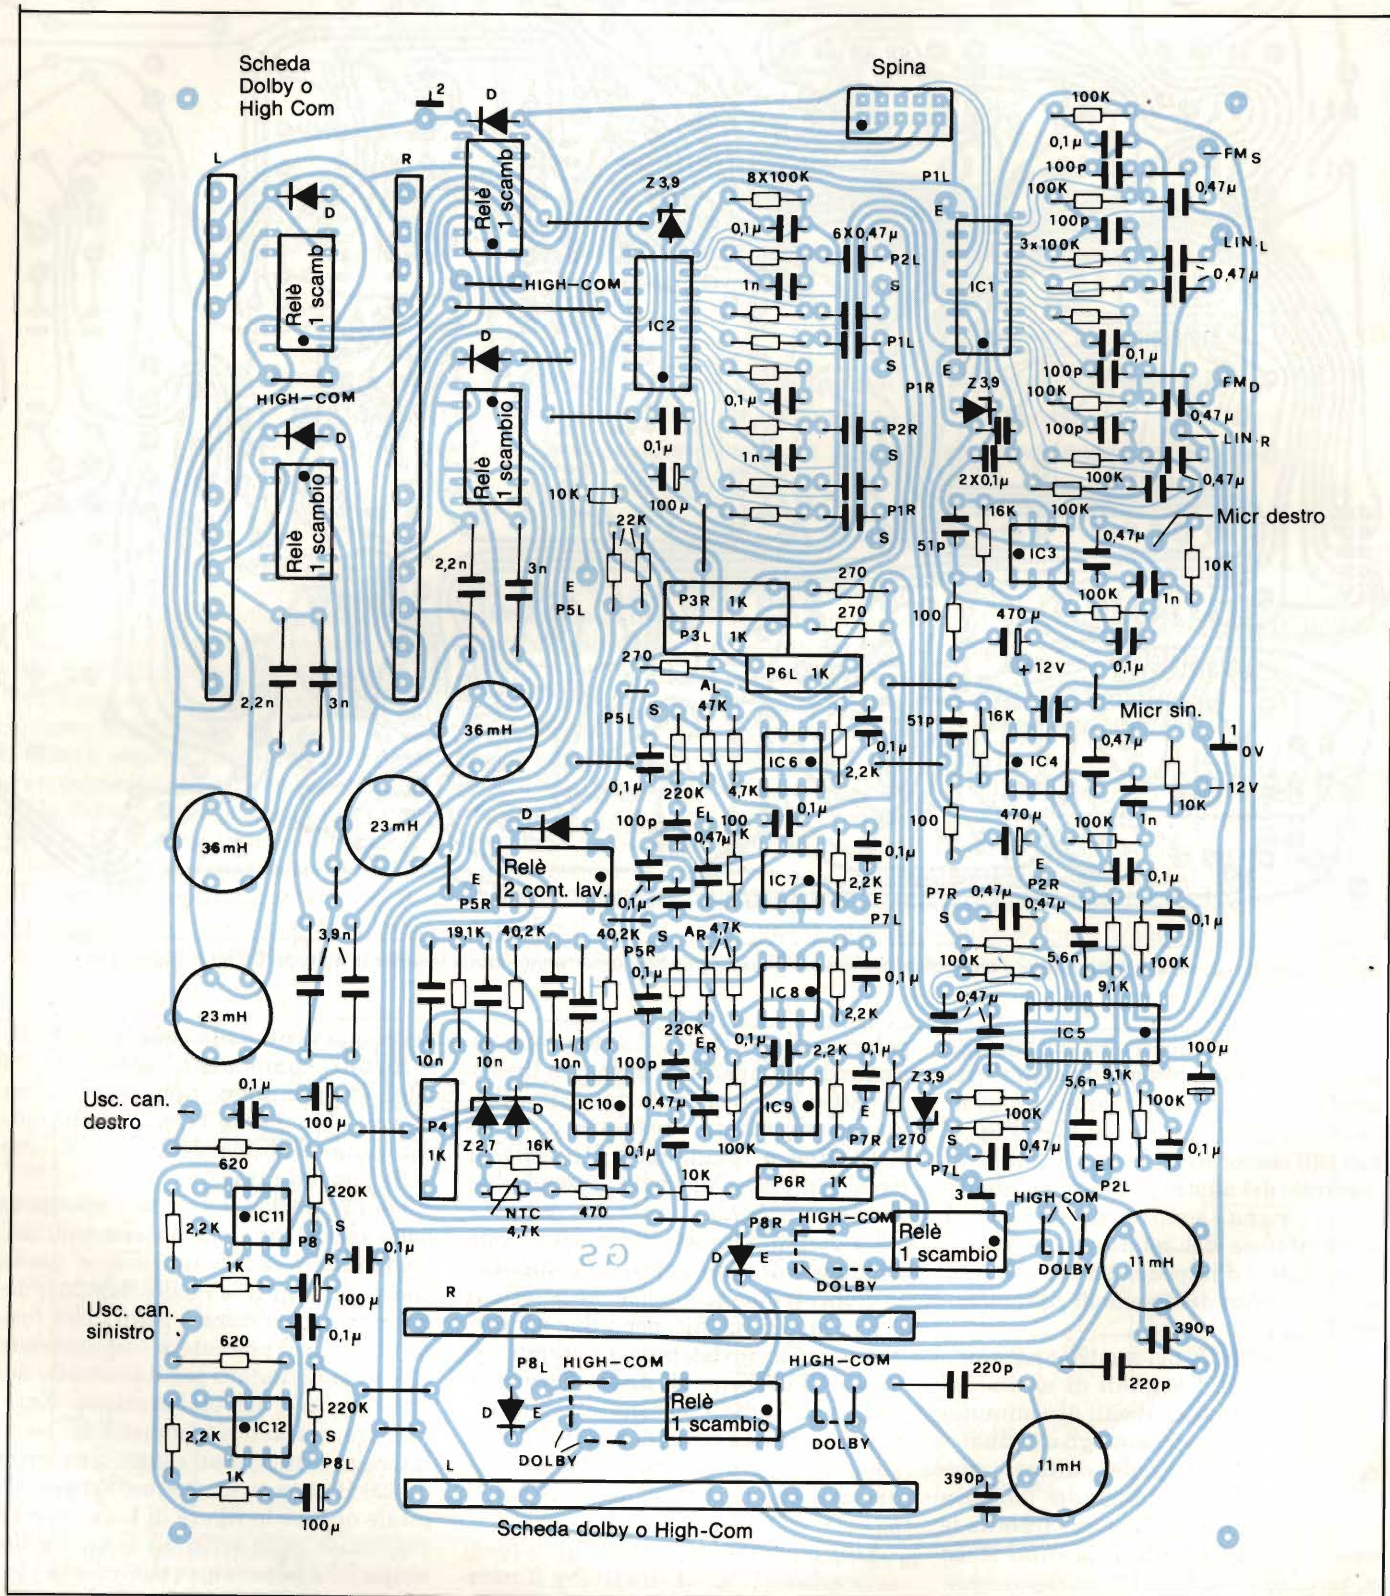 Scheda
Dolby o
High Com
2
D
Spina
100K
0,1µ
FM S
L
R
Relè
1 scamb
D
Z 3,9
8X100K
P1L
100p
0,47µ
100K
E
0,1µ
6X0,47µ
100p
3x100K
LIN. L
Relè
1 scamb
HIGH-COM
P2L
S
1n
IC1
0,47µ
IC2
D
P1L
0,1µ
S
E
100p
FM D
HIGH-COM
P1R
Z3,9
100K
D
0,1µ
Relè
1 scambio
0,1µ
P2R
100p
0,47µ
LIN. R
1n
S
Relè
1 scambio
10K
100µ
2X0,1µ
100K
0,47µ
P1R
16K
100K
Micr destro
22K
S
51p
IC3
0,47µ
2,2n
3n
E
P5L
270
10K
P3R 1K
100K
1n
P3L 1K
270
100
470µ
270
P6L 1K
+12V
0,1µ
2,2n
3n
A L
36mH
P5L
S
47K
51p
16K
Micr sin.
0,1µ
IC6
0,1µ
IC4
0,47µ
1
0V
0,1µ
220K
4,7K
2,2K
12V
10K
36mH
23mH
D
100p
E L
100
K
0,1µ
100
470µ
100K
1n
0,47µ
Relè
2 cont. lav.
IC7
0,1µ
E
0,1µ
E
P5R
0,1µ
2,2K
E
P7L
P7R
S
0,47µ
P2R
0,47µ
0,1µ
3,9n
19,1K
40,2K
40,2K
S
P5R
A R
4,7K
0,1µ
IC8
0,1µ
100K
5,6n
100K
9,1K
23mH
220K
2,2K
0,47µ
IC5
10n
10n
10n
100p
E R
0,1µ
2,2K
0,1µ
100µ
Usc. can.
destro
0,1µ
100µ
P4
1K
Z 2,7
D
IC10
0,47µ
IC9
Z 3,9
5,6n
9,1K
100K
100K
620
16K
0,1µ
100K
E
P7R
270
S
0,47µ
0,1µ
P7L
E
P2L
220K
10K
P6R 1K
3
HIGH COM
2,2K
IC11
S
P8
R
NTC
4,7K
470
P8R
HIGH-COM
Relè
1 scambio
1K
0,1µ
GS
D
E
DOLBY
DOLBY
11mH
100µ
R
Usc. can.
sinistro
0,1µ
390p
620
P8L
HIGH-COM
HIGH-COM
220p
220p
220K
D
E
Relè
1 scambio
2,2K
IC12
S
DOLBY
DOLBY
P8L
1K
L
390p
11mH
100µ
Scheda dolby o High-Com